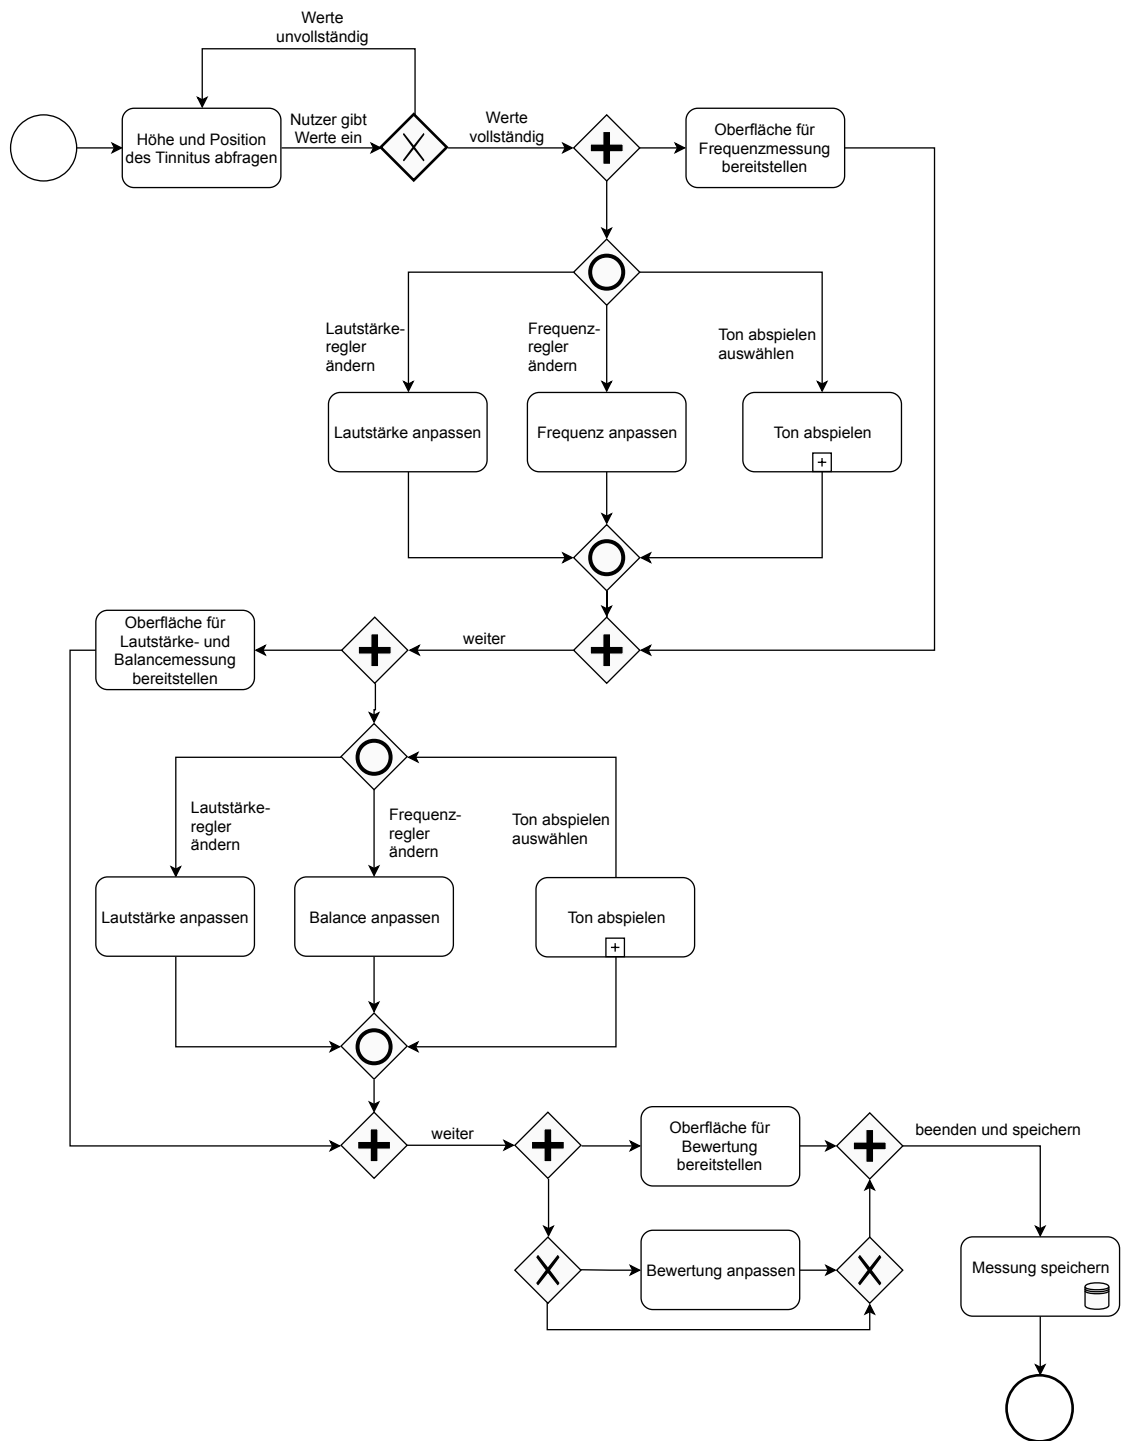 Werte
unvollständig
Höhe und Position
des Tinnitus abfragen
Nutzer gibt
Werte ein
Werte
vollständig
Oberfläche für
Frequenzmessung
bereitstellen
Lautstärke-
regler
ändern
Frequenz-
regler
ändern
Ton abspielen
auswählen
Lautstärke anpassen
Frequenz anpassen
Ton abspielen
Oberfläche für
Lautstärke- und
Balancemessung
bereitstellen
weiter
Lautstärke-
regler
ändern
Frequenz-
regler
ändern
Ton abspielen
auswählen
Lautstärke anpassen
Balance anpassen
Ton abspielen
weiter
Oberfläche für
Bewertung
bereitstellen
beenden und speichern
Bewertung anpassen
Messung speichern